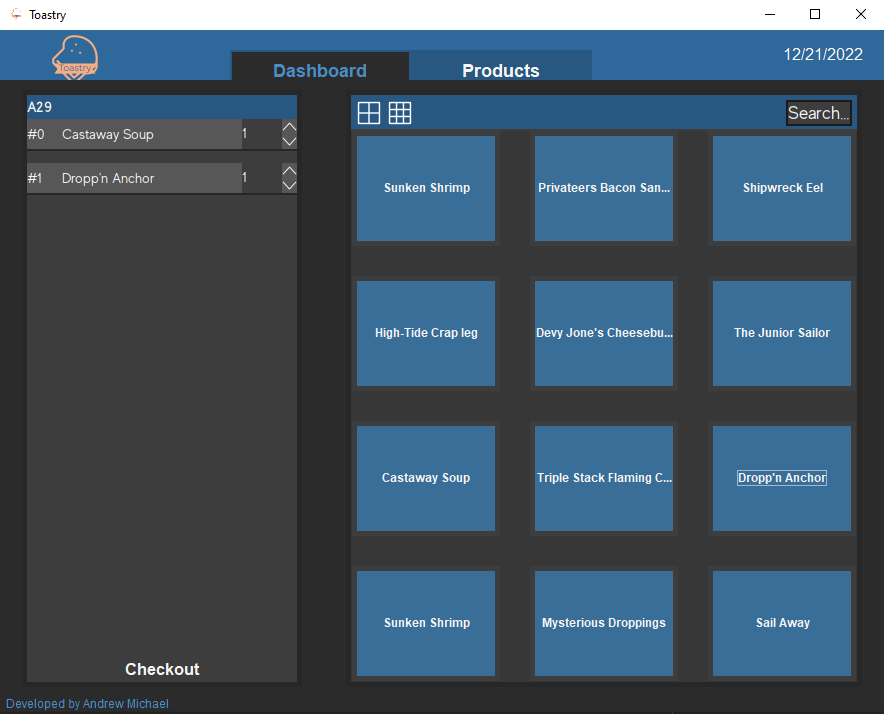 Toastry
Toastry
Dashboard
Products
12/21/2022
A29
#0 Castaway Soup 1
#1 Dropp'n Anchor 1
Checkout
Search...
Sunken Shrimp
Privateers Bacon San...
Shipwreck Eel
High-Tide Crap leg
Devy Jone's Cheesebu...
The Junior Sailor
Castaway Soup
Triple Stack Flaming C...
Dropp'n Anchor
Sunken Shrimp
Mysterious Droppings
Sail Away
Developed by Andrew Michael